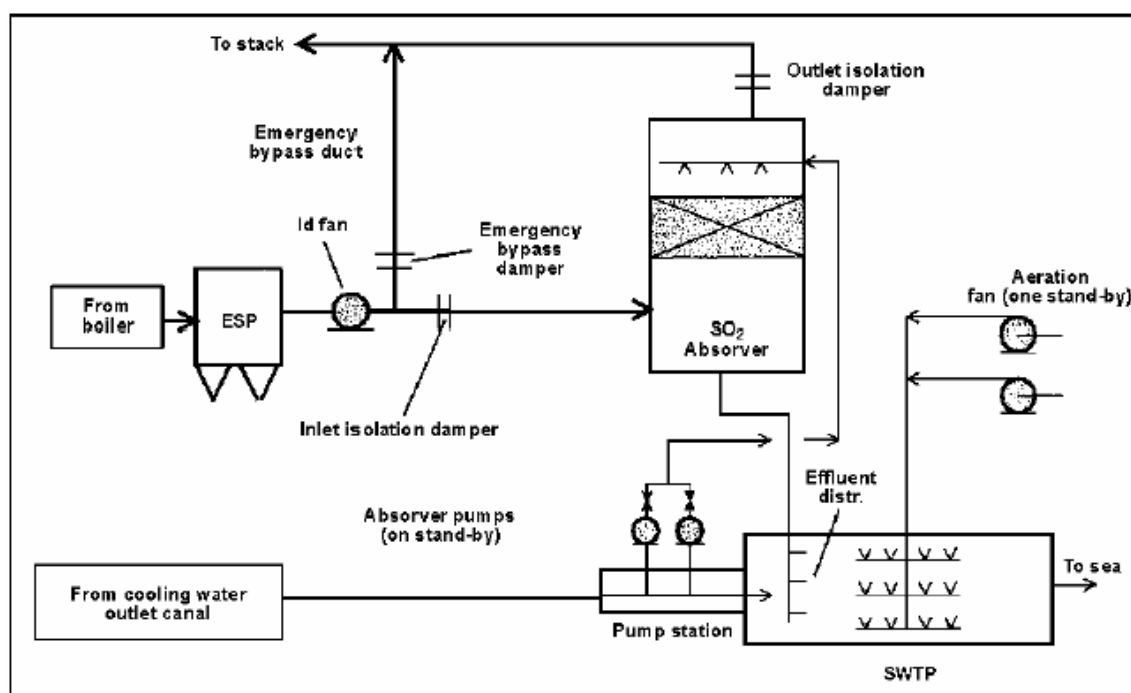 To stack
Outlet isolation
damper
Emergency
bypass duct
Id fan
Emergency
bypass
damper
Aeration
fan (one stand-by)
From
boiler
ESP
SO2
Absorver
Inlet isolation damper
Effluent
distr.
Absorver pumps
(on stand-by)
To sea
From cooling water
outlet canal
Pump station
SWTP